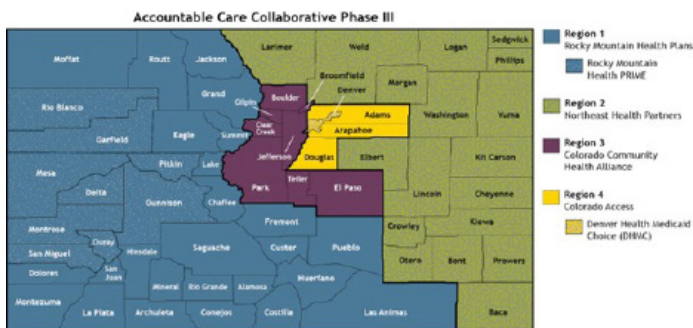 Accountable Care Collaborative Phase III
Moffat
Routt
Jackson
Larimer
Weld
Logan
Sedgwick
Phillips
Rio Blanco
Grand
Gilpin
Boulder
Broomfield
Denver
Morgan
Washington
Yuma
Garfield
Eagle
Summit
Clear
Creek
Jefferson
Adams
Arapahoe
Douglas
Elbert
Kit Carson
Mesa
Pitkin
Lake
Park
Teller
El Paso
Lincoln
Cheyenne
Delta
Gunnison
Chaffee
Fremont
Montrose
Ouray
San Miguel
Hinsdale
Saguache
Custer
Pueblo
Crowley
Kiowa
Otero
Bent
Prowers
Dolores
San
Juan
Mineral
Rio Grande
Alamosa
Huerfano
Montezuma
La Plata
Archuleta
Conejos
Costilla
Las Animas
Baca
Region 1
Rocky Mountain Health Plans
Rocky Mountain
Health PRIME
Region 2
Northeast Health Partners
Region 3
Colorado Community
Health Alliance
Region 4
Colorado Access
Denver Health Medicaid
Choice (DHMC)